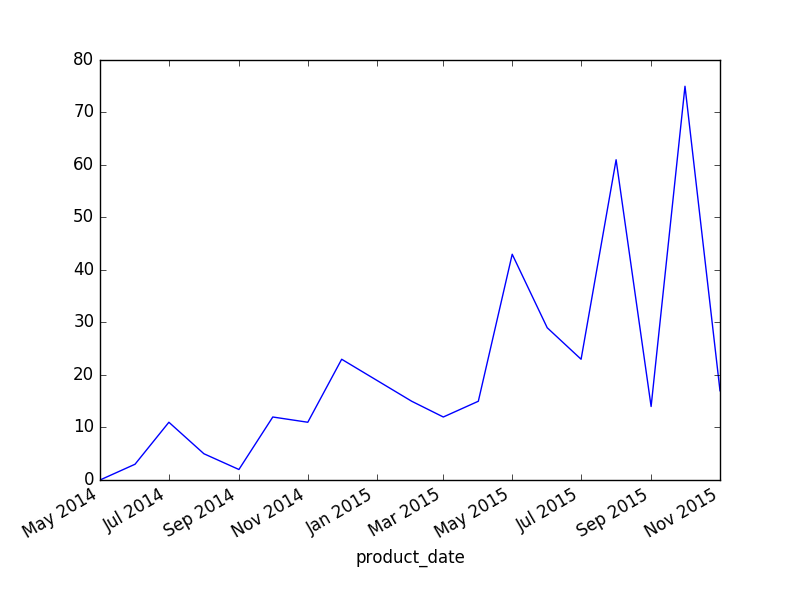 80
70
60
50
40
30
20
10
0
May 2014
Jul 2014
Sep 2014
Nov 2014
Jan 2015
Mar 2015
May 2015
Jul 2015
Sep 2015
Nov 2015
product_date